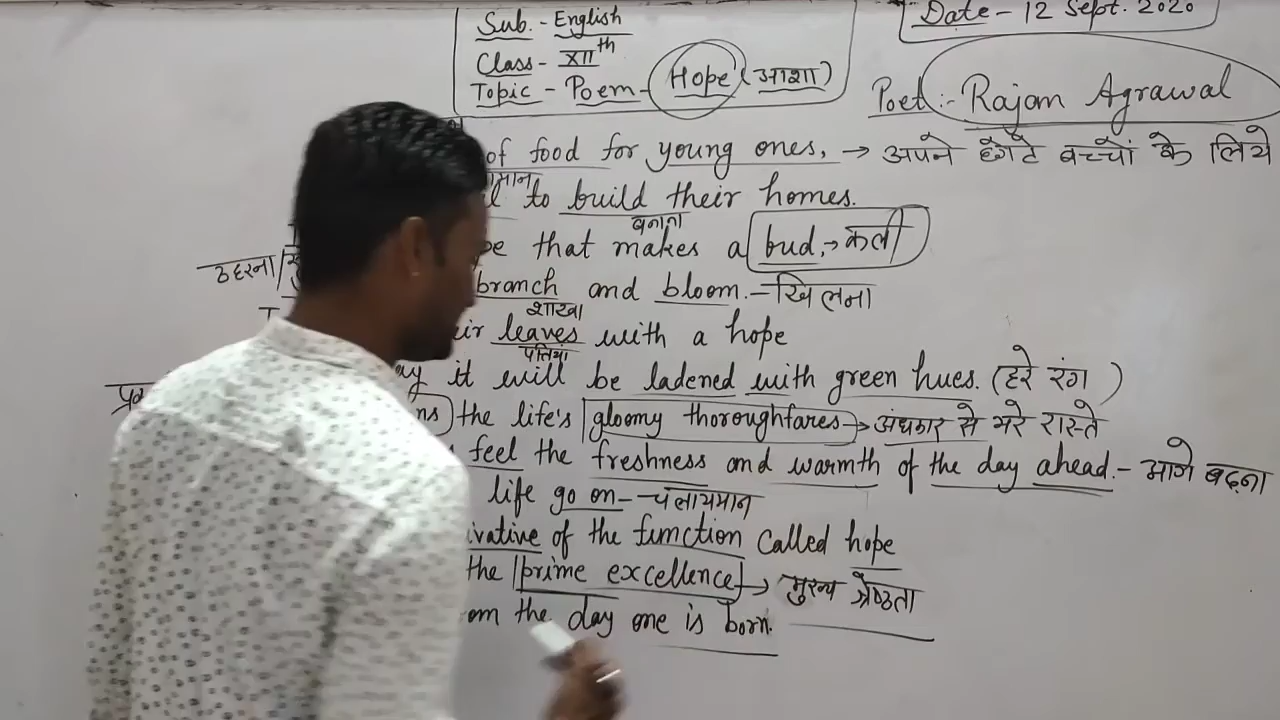 Sub. - English
Class - XIIth
Topic - Poem - Hope (आशा)
Date - 12 Sept. 2020
Poet :- Rajam Agrawal
of food for young ones, → अपने छोटे बच्चों के लिये
to build their homes.
बनाना
that makes a bud, → कली
ठहरना/
branch and bloom. - खिलना
शाखा
leaves with a hope
पत्तियां
it will be ladened with green hues. (हरे रंग)
the life's gloomy thoroughfares → अंधकार से भरे रास्ते
feel the freshness and warmth of the day ahead. - आगे बढ़ना
life go on - चलायमान
of the function called hope
the prime excellence → मुख्य श्रेष्ठता
the day one is born.